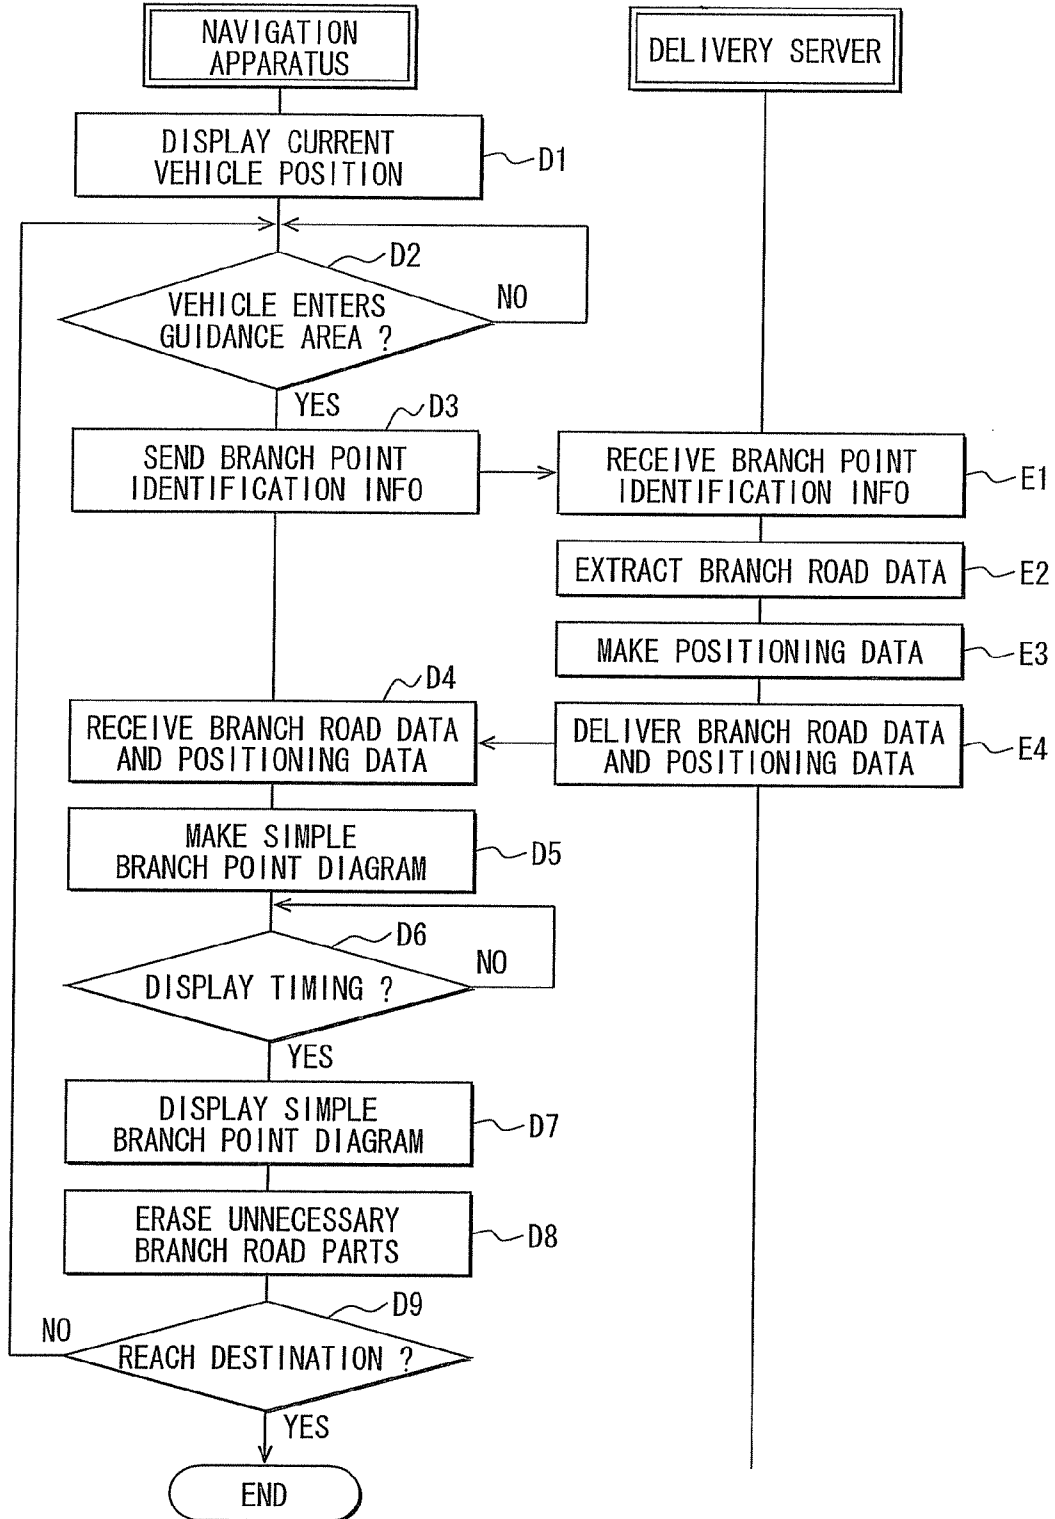 NAVIGATION
APPARATUS
DELIVERY SERVER
DISPLAY CURRENT
VEHICLE POSITION
D1
D2
VEHICLE ENTERS
GUIDANCE AREA ?
NO
YES
D3
SEND BRANCH POINT
IDENTIFICATION INFO
RECEIVE BRANCH POINT
IDENTIFICATION INFO
E1
EXTRACT BRANCH ROAD DATA
E2
MAKE POSITIONING DATA
E3
D4
RECEIVE BRANCH ROAD DATA
AND POSITIONING DATA
DELIVER BRANCH ROAD DATA
AND POSITIONING DATA
E4
MAKE SIMPLE
BRANCH POINT DIAGRAM
D5
D6
DISPLAY TIMING ?
NO
YES
DISPLAY SIMPLE
BRANCH POINT DIAGRAM
D7
ERASE UNNECESSARY
BRANCH ROAD PARTS
D8
D9
NO
REACH DESTINATION ?
YES
END